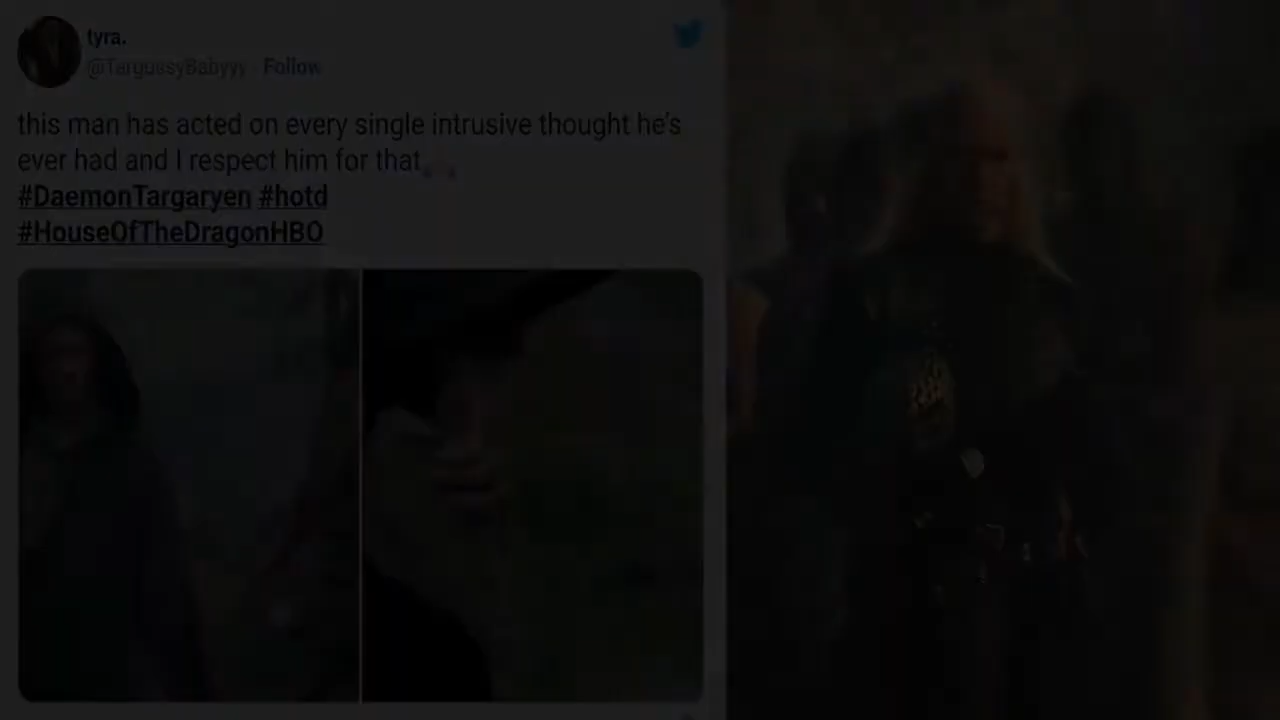 tyra.
@TargussyBabyyy · Follow
this man has acted on every single intrusive thought he's
ever had and I respect him for that
#DaemonTargaryen #hotd
#HouseOfTheDragonHBO